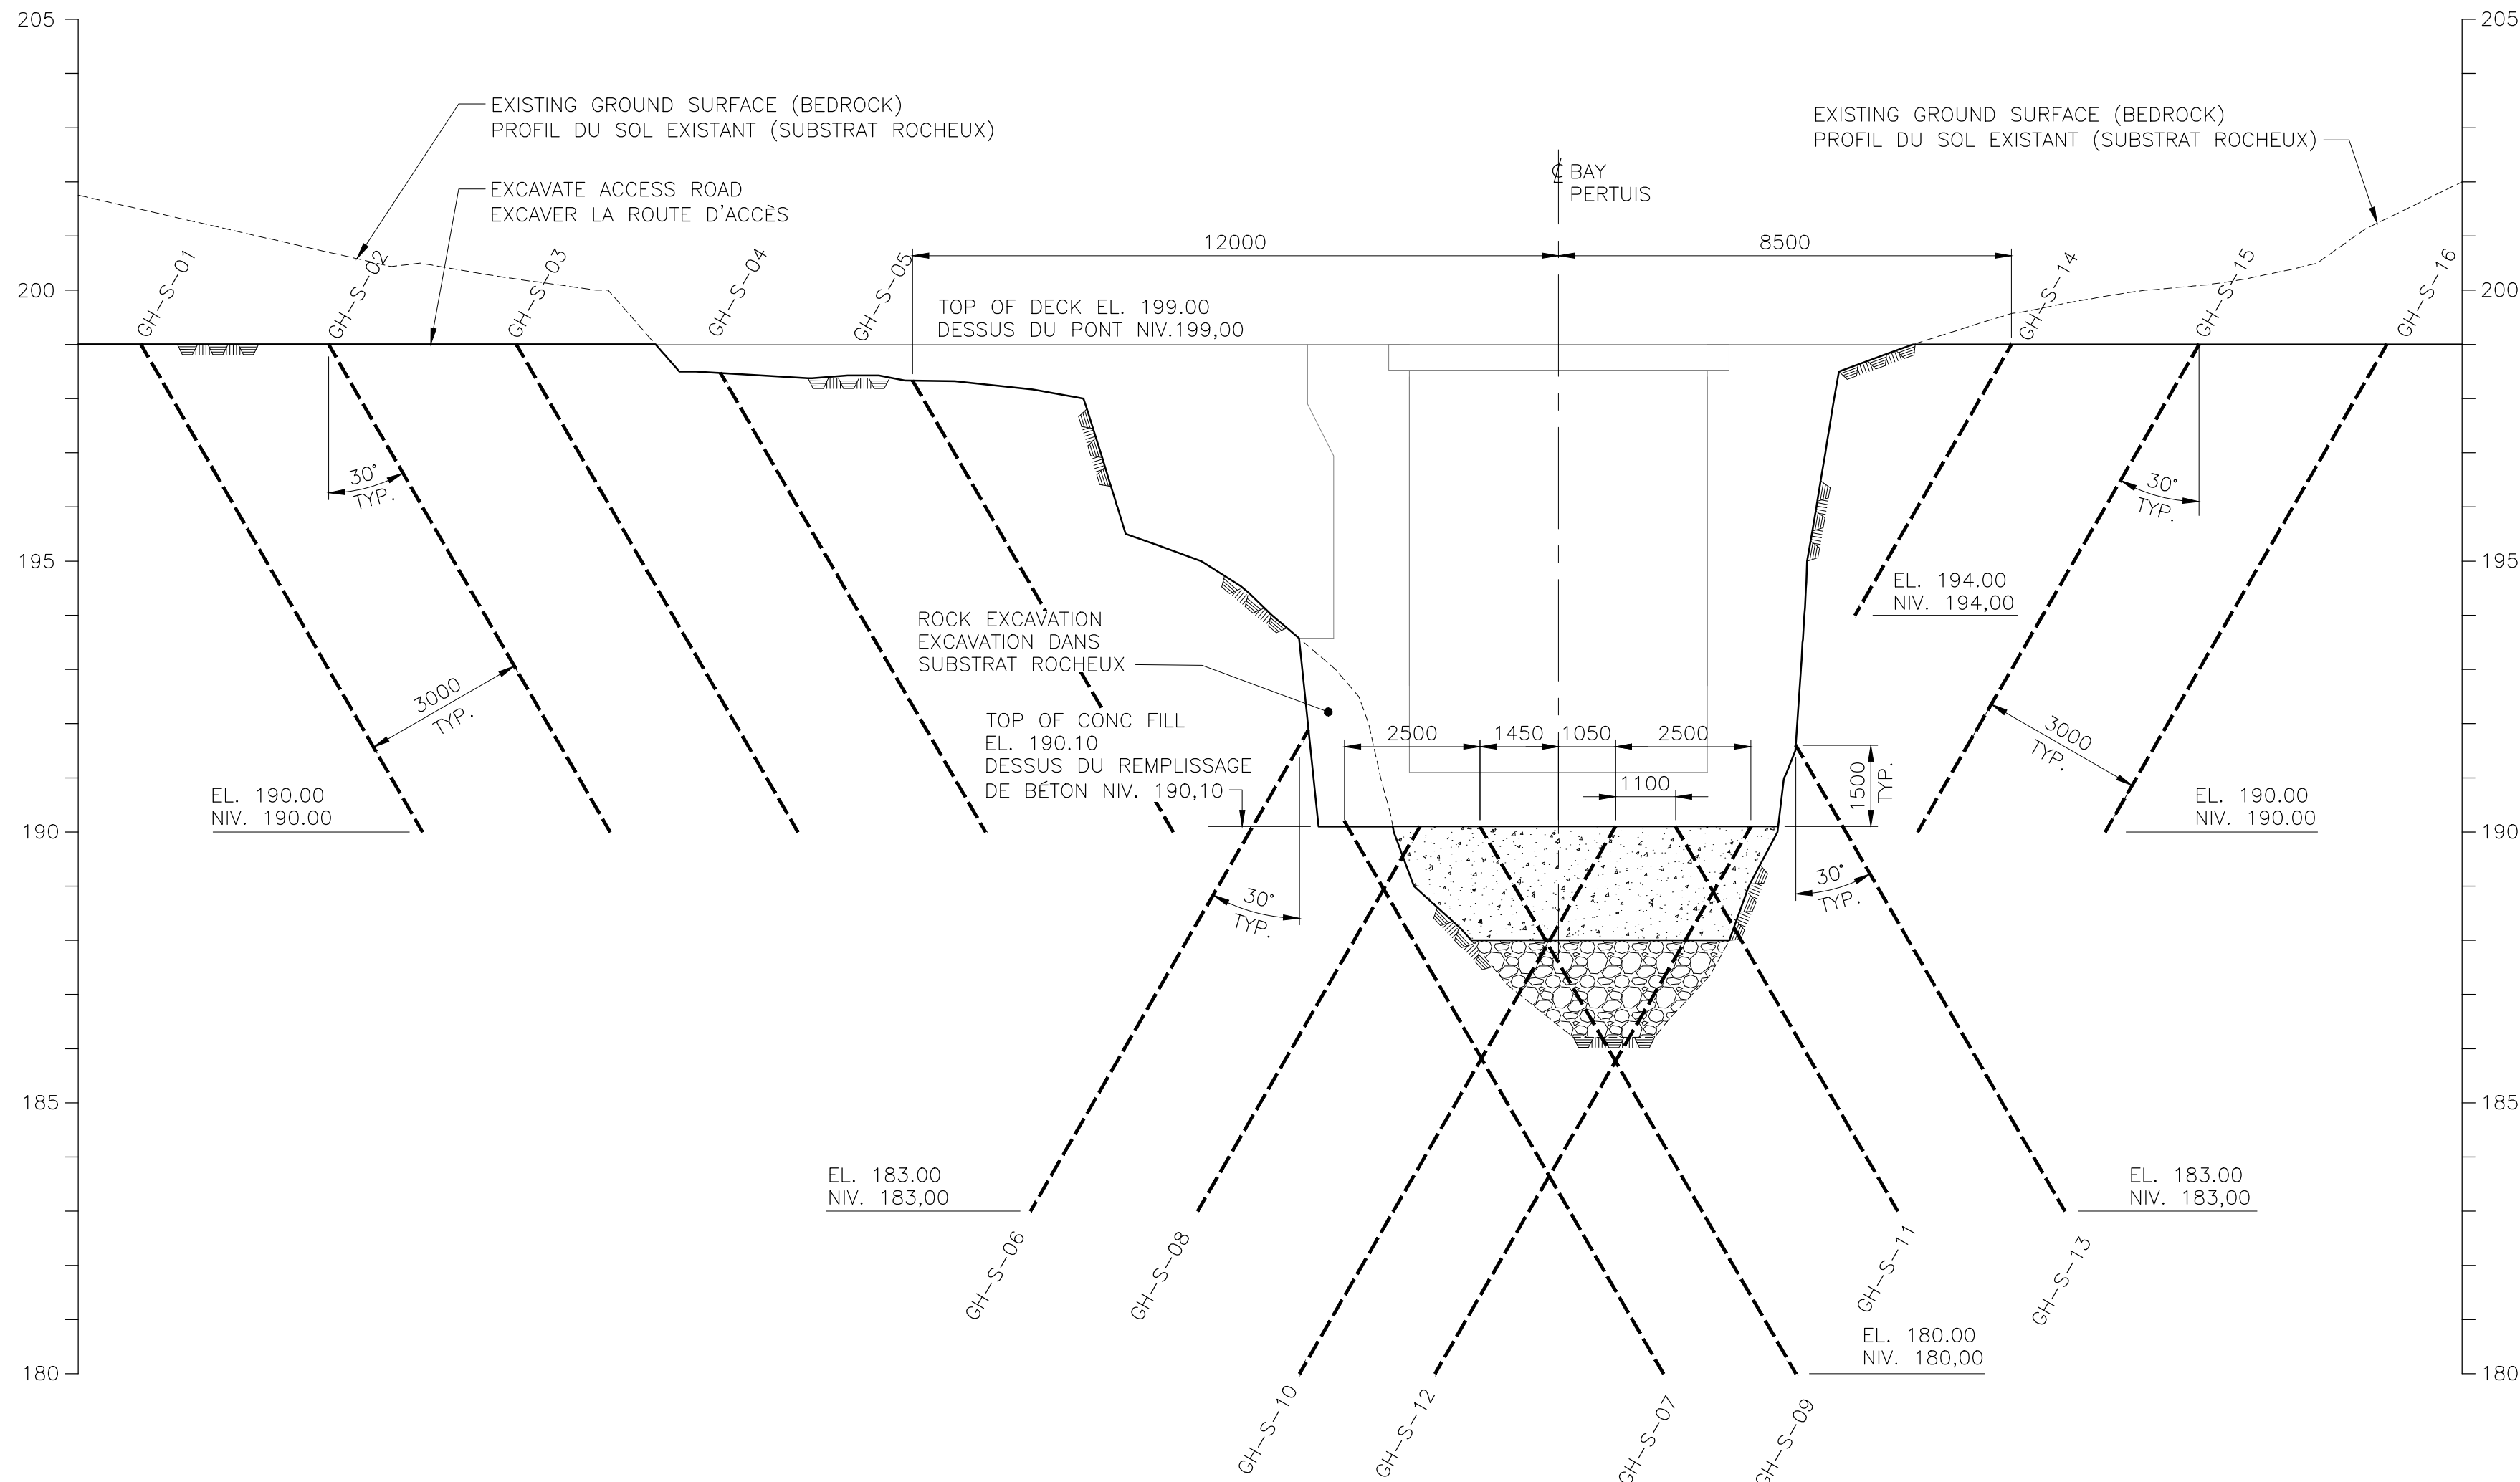 205
205
EXISTING GROUND SURFACE (BEDROCK)
PROFIL DU SOL EXISTANT (SUBSTRAT ROCHEUX)
EXISTING GROUND SURFACE (BEDROCK)
PROFIL DU SOL EXISTANT (SUBSTRAT ROCHEUX)
EXCAVATE ACCESS ROAD
EXCAVER LA ROUTE D'ACCÈS
℄ BAY
PERTUIS
12000
8500
GH-S-01
GH-S-02
GH-S-03
GH-S-04
GH-S-05
GH-S-14
GH-S-15
GH-S-16
200
200
TOP OF DECK EL. 199.00
DESSUS DU PONT NIV.199,00
30°
TYP.
30°
TYP.
195
195
EL. 194.00
NIV. 194,00
ROCK EXCAVATION
EXCAVATION DANS
SUBSTRAT ROCHEUX
3000
TYP.
TOP OF CONC FILL
EL. 190.10
DESSUS DU REMPLISSAGE
DE BÉTON NIV. 190,10
2500
1450
1050
2500
1100
1500
TYP.
3000
TYP.
EL. 190.00
NIV. 190.00
EL. 190.00
NIV. 190.00
190
190
30°
TYP.
30°
TYP.
185
185
EL. 183.00
NIV. 183,00
EL. 183.00
NIV. 183,00
GH-S-06
GH-S-08
GH-S-11
GH-S-13
EL. 180.00
NIV. 180,00
180
180
GH-S-10
GH-S-12
GH-S-07
GH-S-09